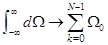 ∫_{-∞}^{∞} dΩ → ∑_{k=0}^{N-1} Ω₀